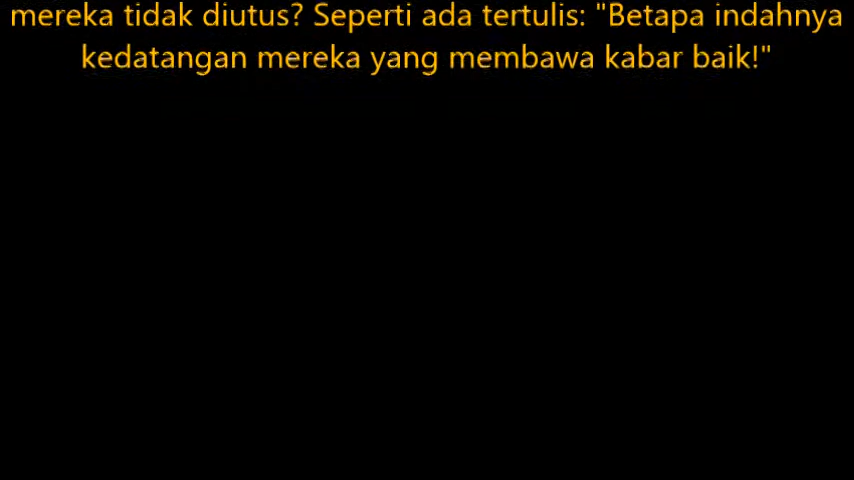 mereka tidak diutus? Seperti ada tertulis: "Betapa indahnya
kedatangan mereka yang membawa kabar baik!"